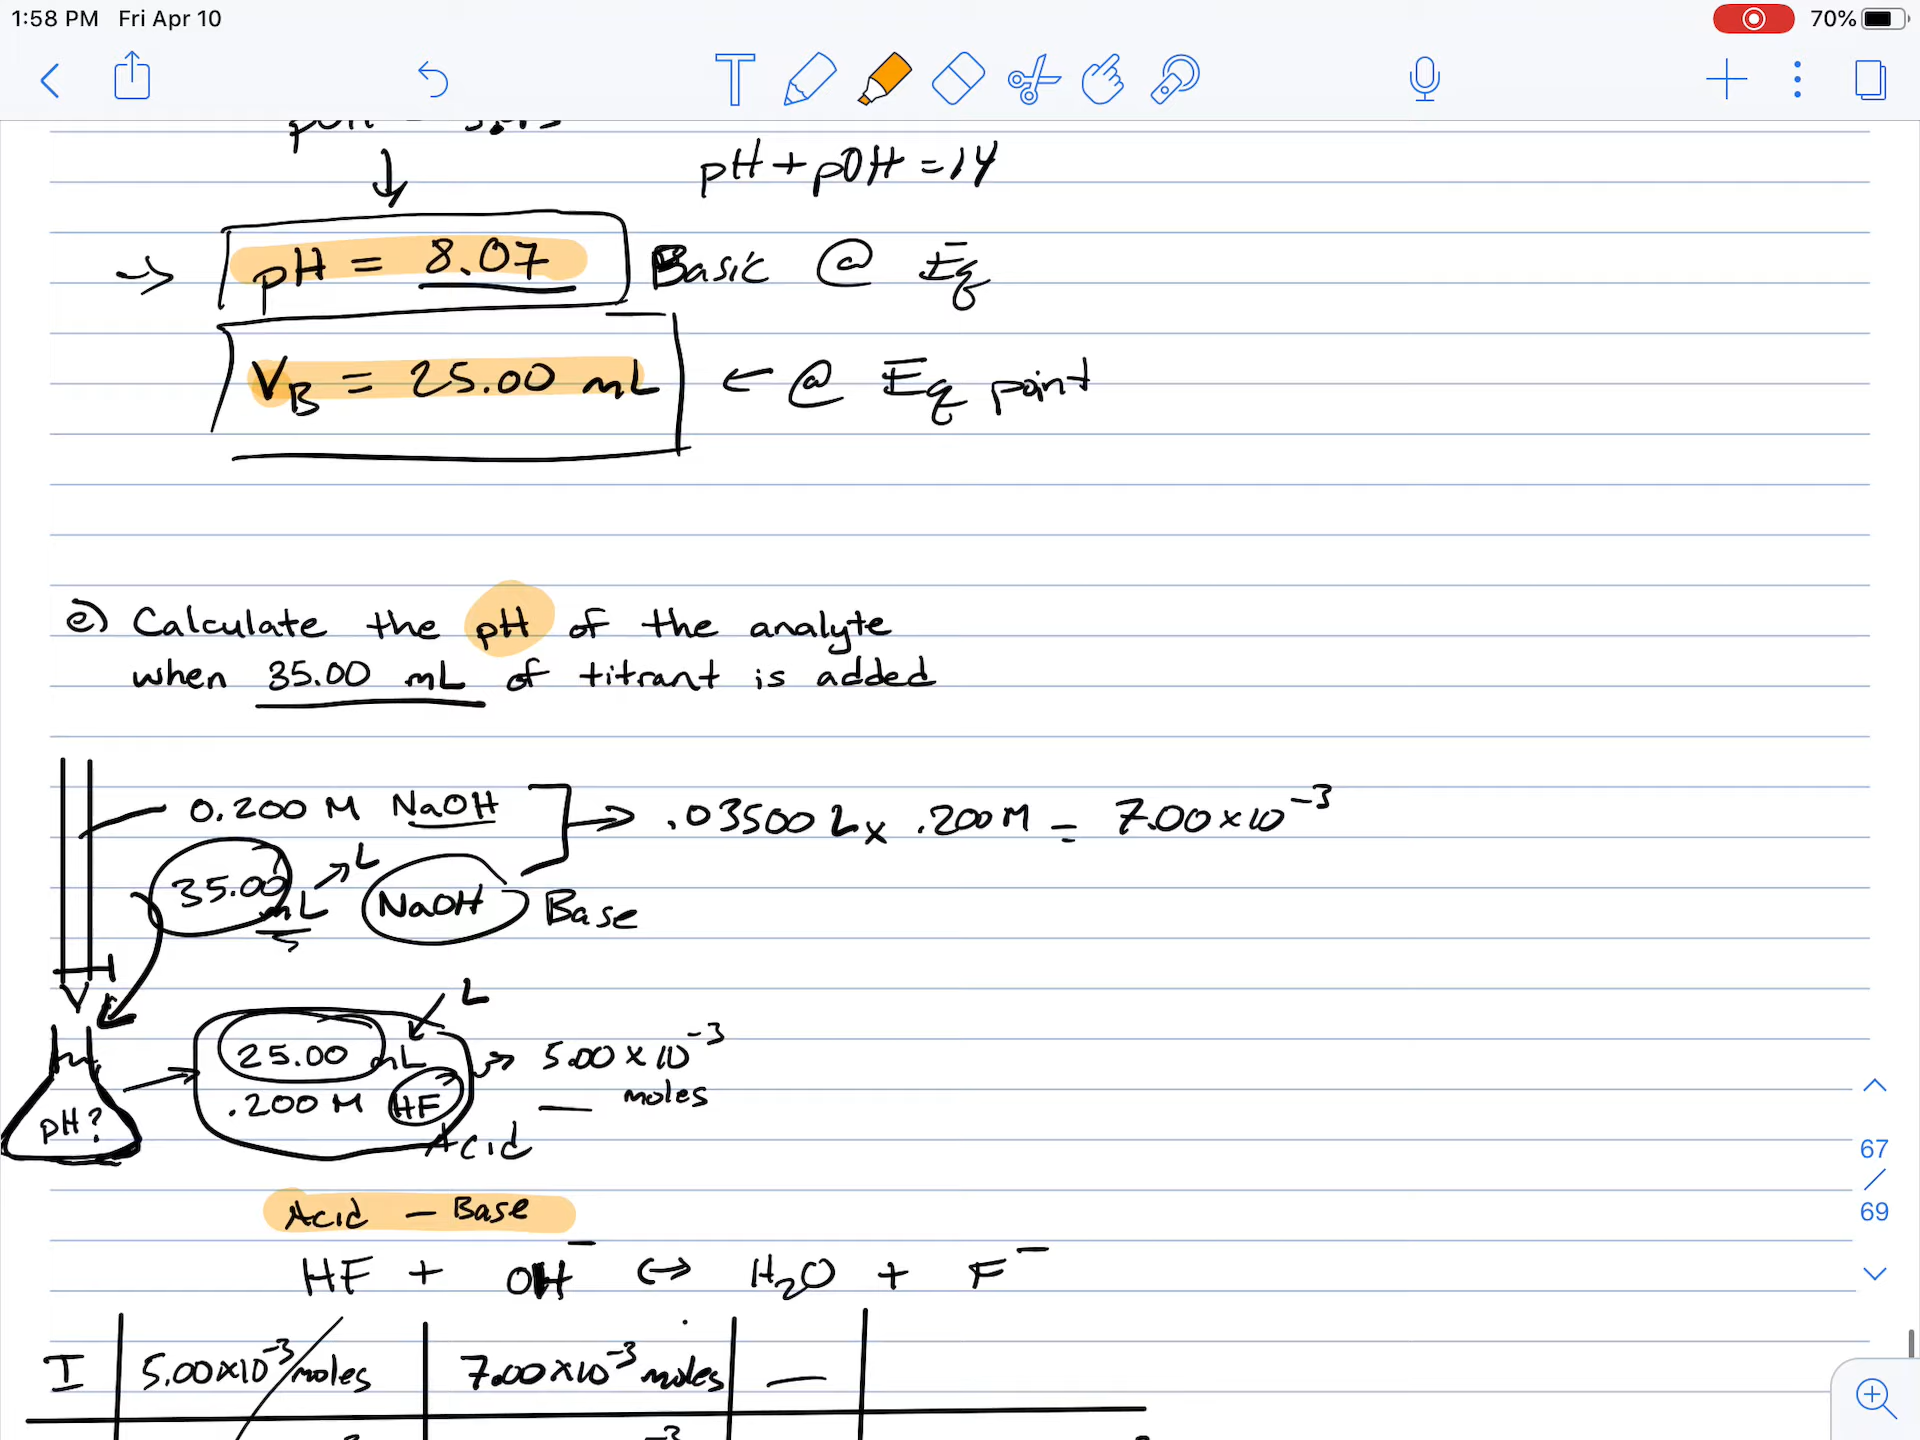 1:58 PM Fri Apr 10 70%
pH + pOH = 14
→ pH = 8.07 Basic @ Eq
V_B = 25.00 mL ← @ Eq point
e) Calculate the pH of the analyte
when 35.00 mL of titrant is added
0.200 M NaOH → .03500 L x .200 M = 7.00 x 10⁻³
35.00 mL → L NaOH Base
L
25.00 mL → 5.00 x 10⁻³
.200 M HF moles
pH?
Acid
67
/
69
Acid — Base
HF + OH⁻ ↔ H₂O + F⁻
I 5.00x10⁻³ moles 7.00x10⁻³ moles —